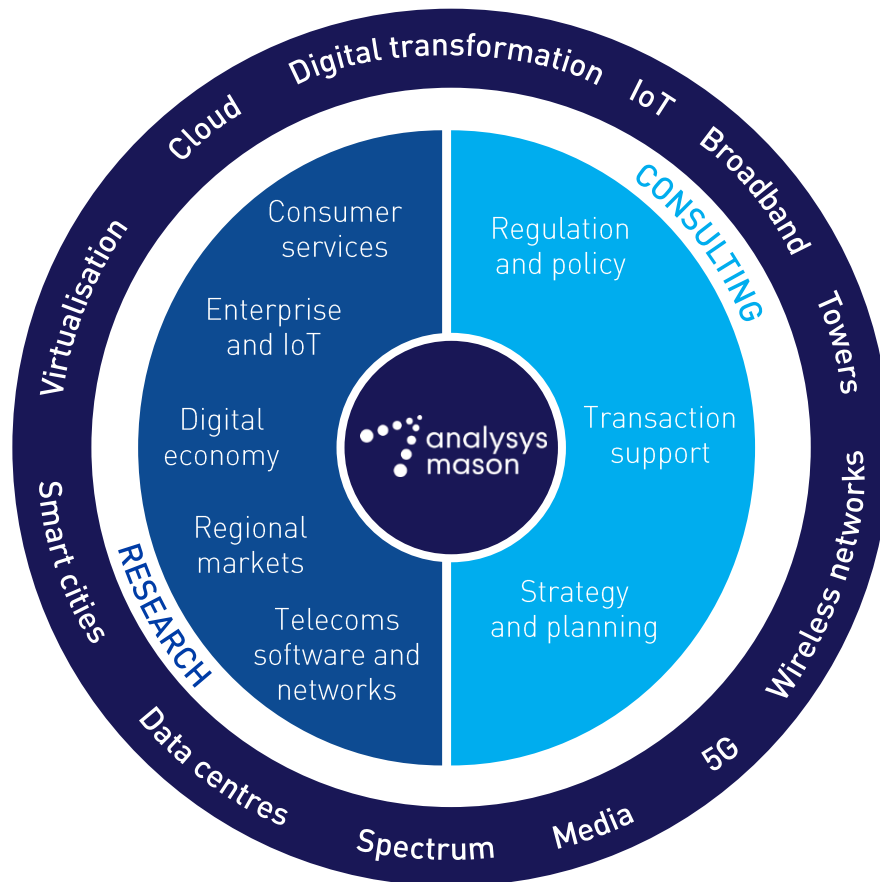 Digital transformation
IoT
Broadband
Towers
Wireless networks
5G
Media
Spectrum
Data centres
Smart cities
Virtualisation
Cloud
RESEARCH
Consumer
services
Enterprise
and IoT
Digital
economy
Regional
markets
Telecoms
software and
networks
CONSULTING
Regulation
and policy
Transaction
support
Strategy
and planning
analysys
mason